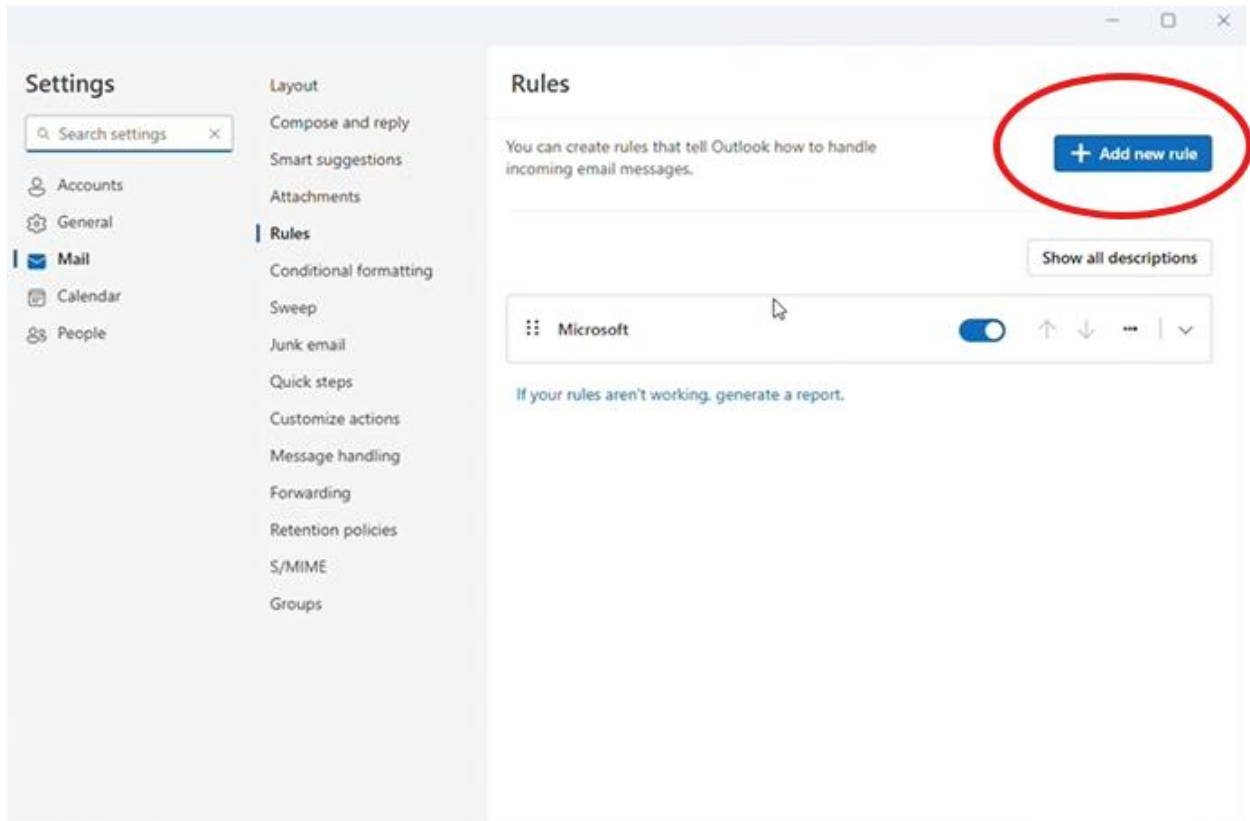 Settings
Search settings
Accounts
General
Mail
Calendar
People
Layout
Compose and reply
Smart suggestions
Attachments
Rules
Conditional formatting
Sweep
Junk email
Quick steps
Customize actions
Message handling
Forwarding
Retention policies
S/MIME
Groups
Rules
You can create rules that tell Outlook how to handle
incoming email messages.
Add new rule
Show all descriptions
Microsoft
If your rules aren't working, generate a report.